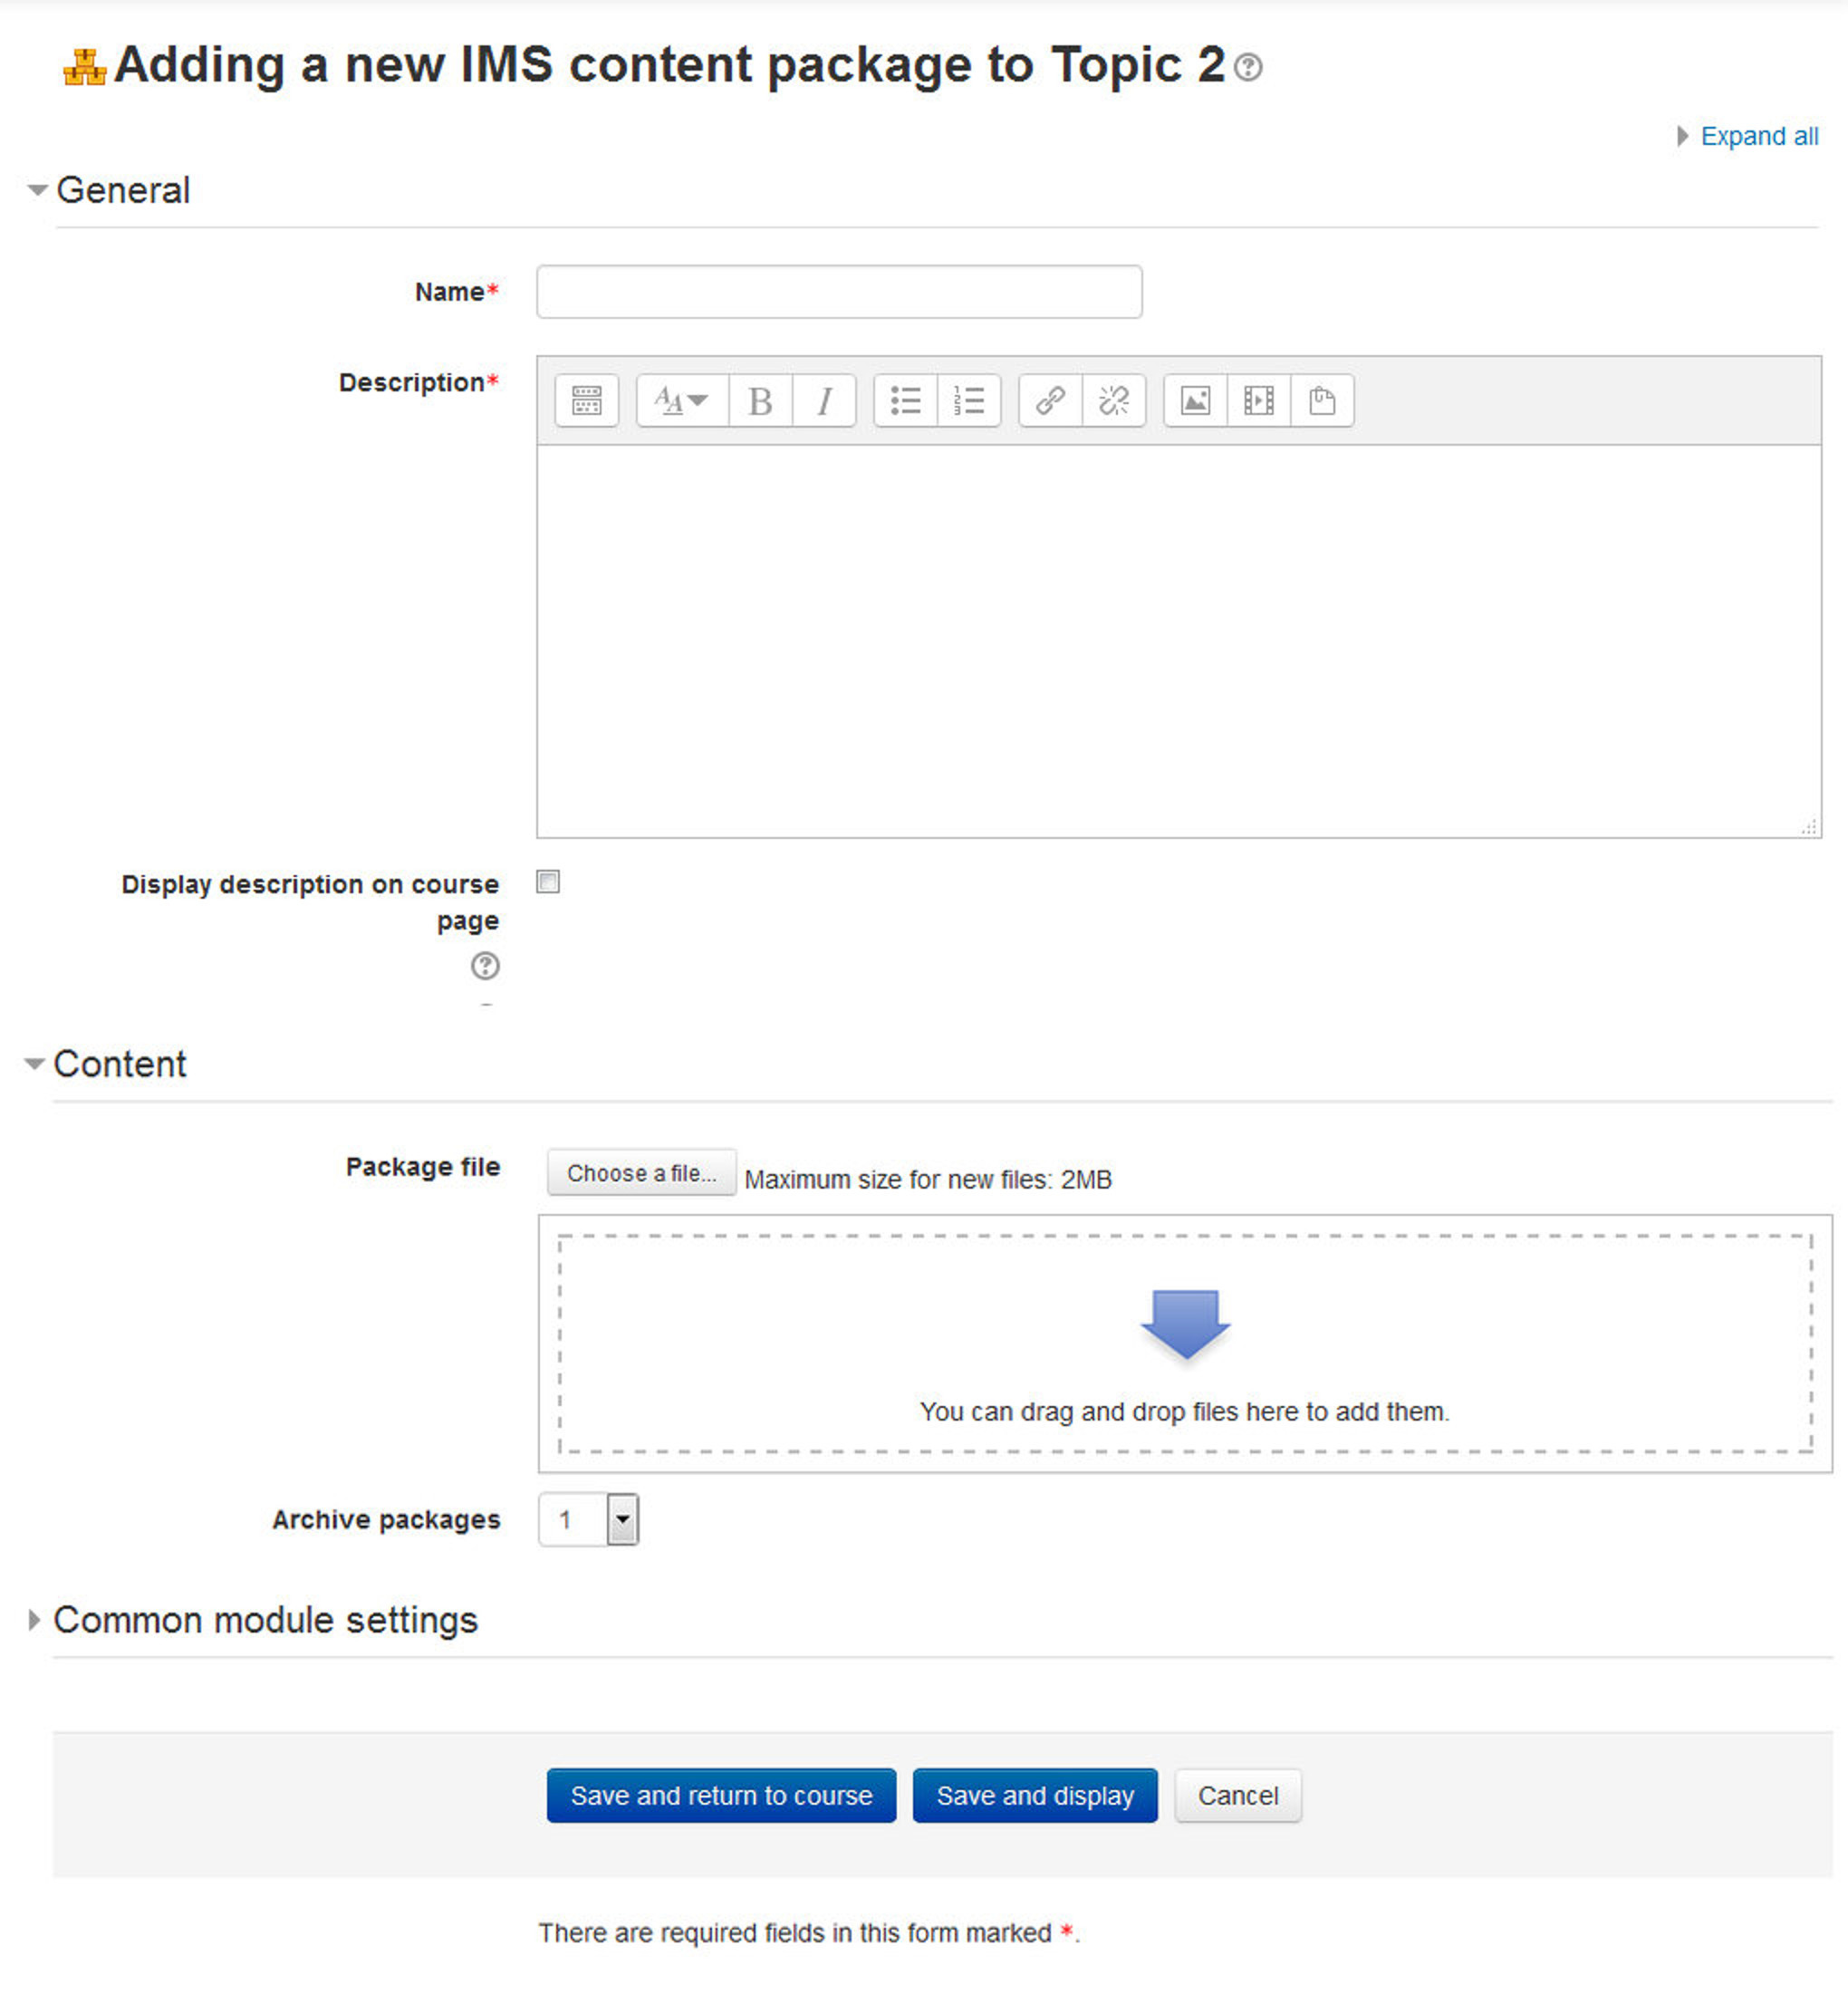 Adding a new IMS content package to Topic 2
Expand all
General
Name*
Description*
Display description on course
page
Content
Package file
Choose a file... Maximum size for new files: 2MB
You can drag and drop files here to add them.
Archive packages 1
Common module settings
Save and return to course Save and display Cancel
There are required fields in this form marked *.